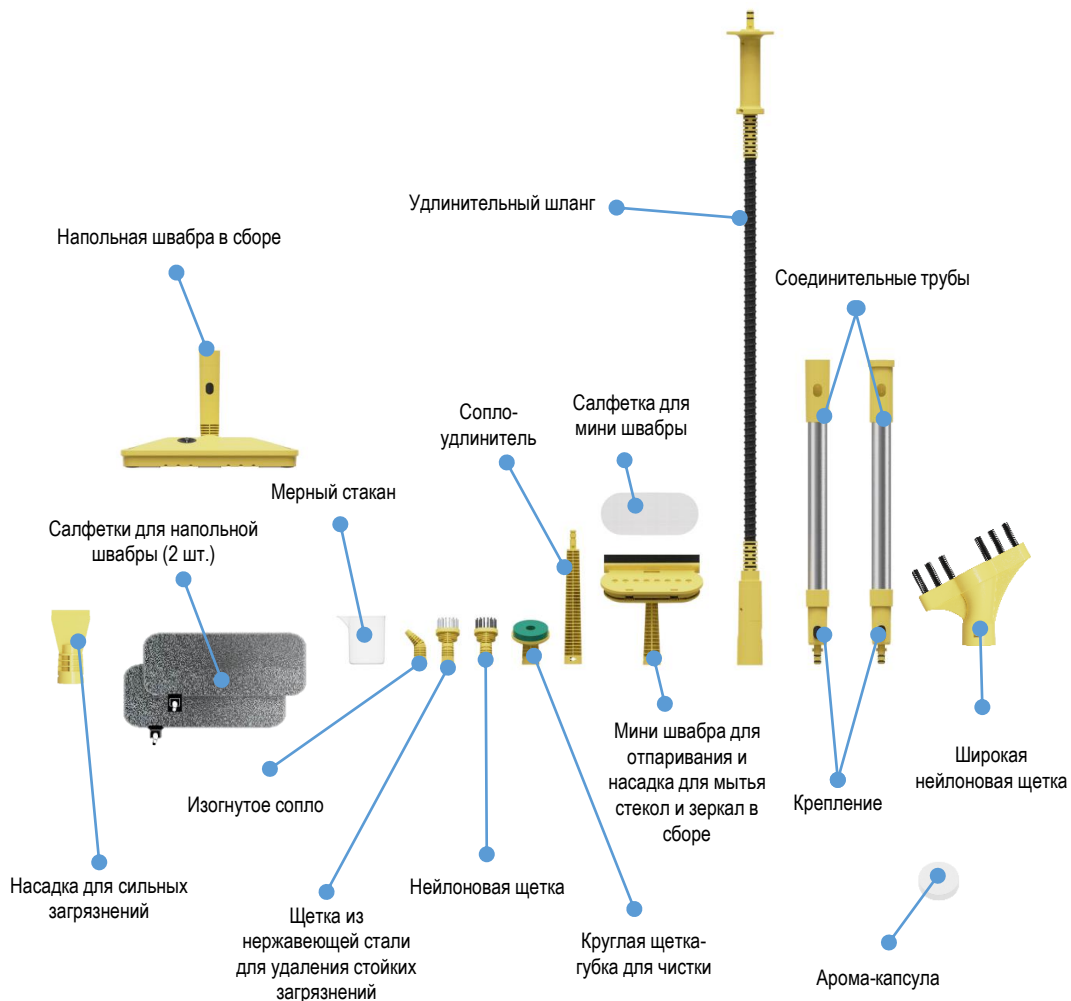 Удлинительный шланг
Напольная швабра в сборе
Соединительные трубы
Сопло-
удлинитель
Салфетка для
мини швабры
Мерный стакан
Салфетки для напольной
швабры (2 шт.)
Мини швабра для
отпаривания и
насадка для мытья
стекол и зеркал в
сборе
Широкая
нейлоновая щетка
Изогнутое сопло
Крепление
Насадка для сильных
загрязнений
Нейлоновая щетка
Щетка из
нержавеющей стали
для удаления стойких
загрязнений
Круглая щетка-
губка для чистки
Арома-капсула